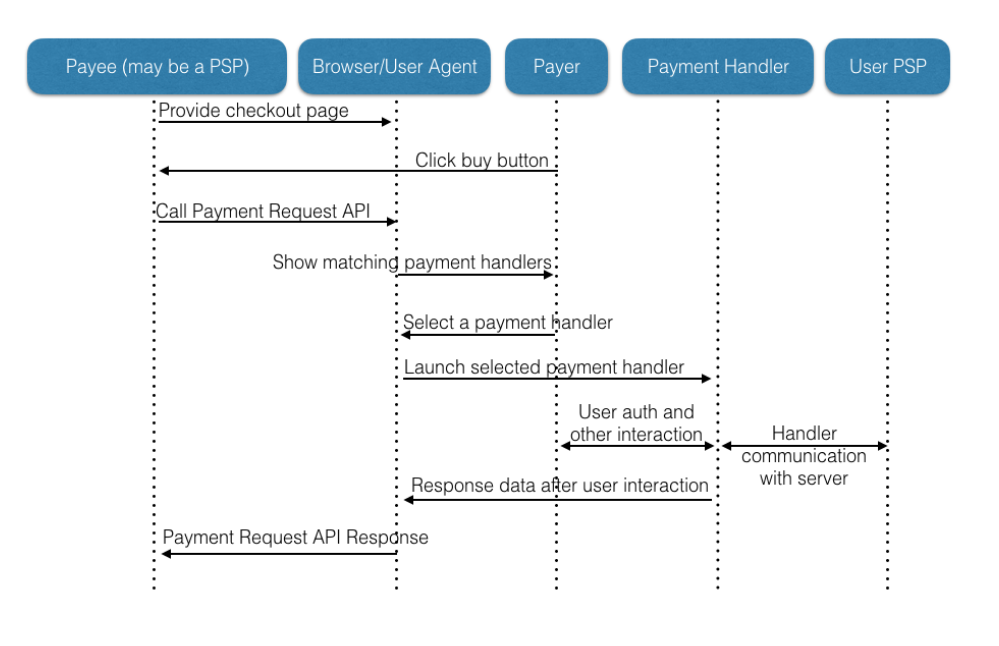 Payee (may be a PSP)
Browser/User Agent
Payer
Payment Handler
User PSP
Provide checkout page
Click buy button
Call Payment Request API
Show matching payment handlers
Select a payment handler
Launch selected payment handler
User auth and
other interaction
Handler
communication
with server
Response data after user interaction
Payment Request API Response